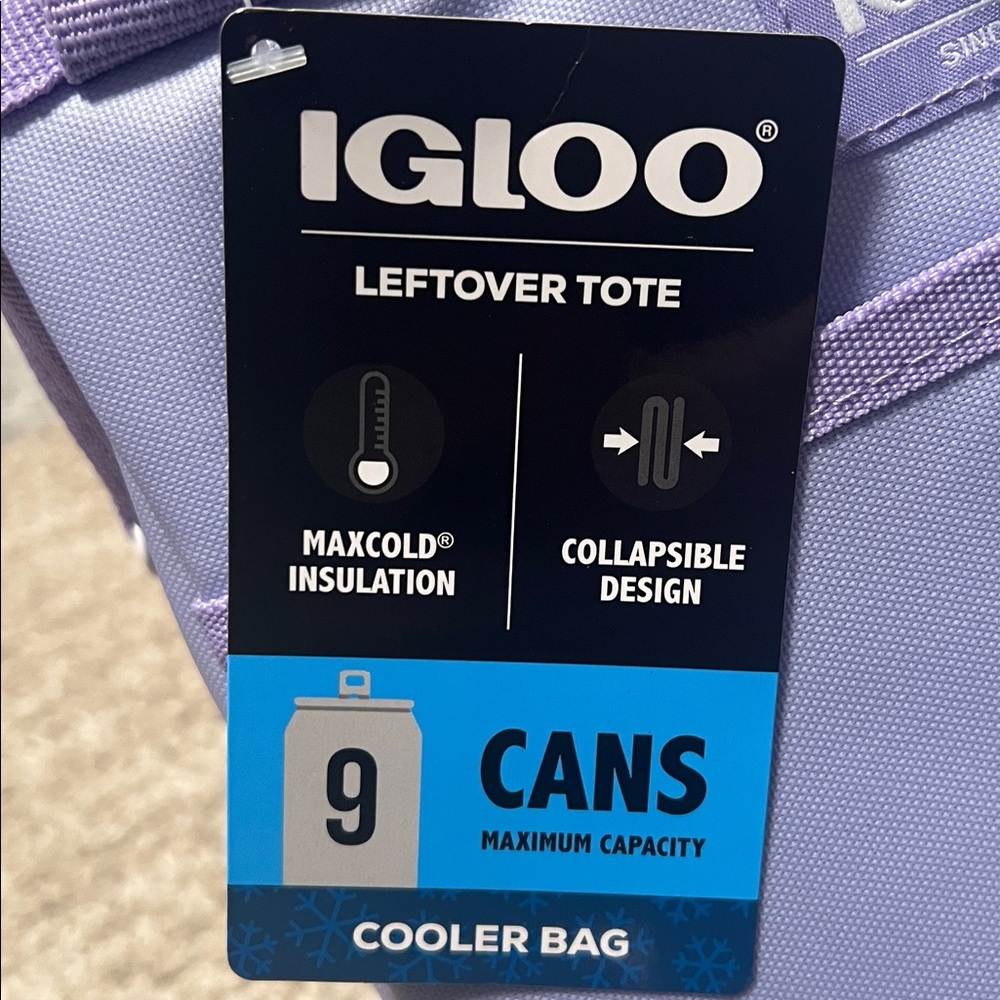 IGLOO®
LEFTOVER TOTE
MAXCOLD®
INSULATION
COLLAPSIBLE
DESIGN
9
CANS
MAXIMUM CAPACITY
COOLER BAG